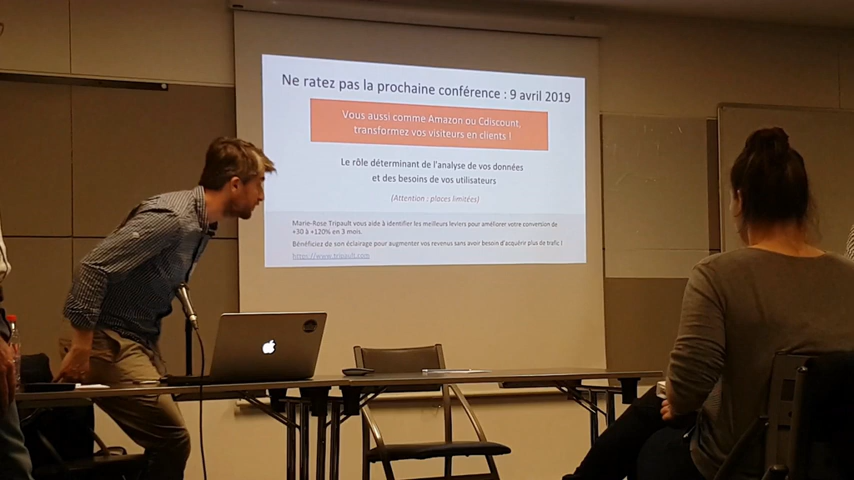 Ne ratez pas la prochaine conférence : 9 avril 2019
Vous aussi comme Amazon ou Cdiscount,
transformez vos visiteurs en clients !
Le rôle déterminant de l'analyse de vos données
et des besoins de vos utilisateurs
(Attention : places limitées)
Marie-Rose Tripault vous aide à identifier les meilleurs leviers pour améliorer votre conversion de
+30 à +120% en 3 mois.
Bénéficiez de son éclairage pour augmenter vos revenus sans avoir besoin d'acquérir plus de trafic !
https://www.tripault.com